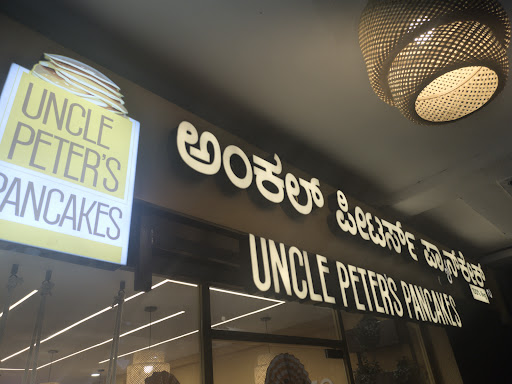 UNCLE
PETER'S
PANCAKES
ಅಂಕಲ್ ಪೀಟರ್ಸ್ ಪ್ಯಾನ್‌ಕೇಕ್ಸ್
UNCLE PETER'S PANCAKES